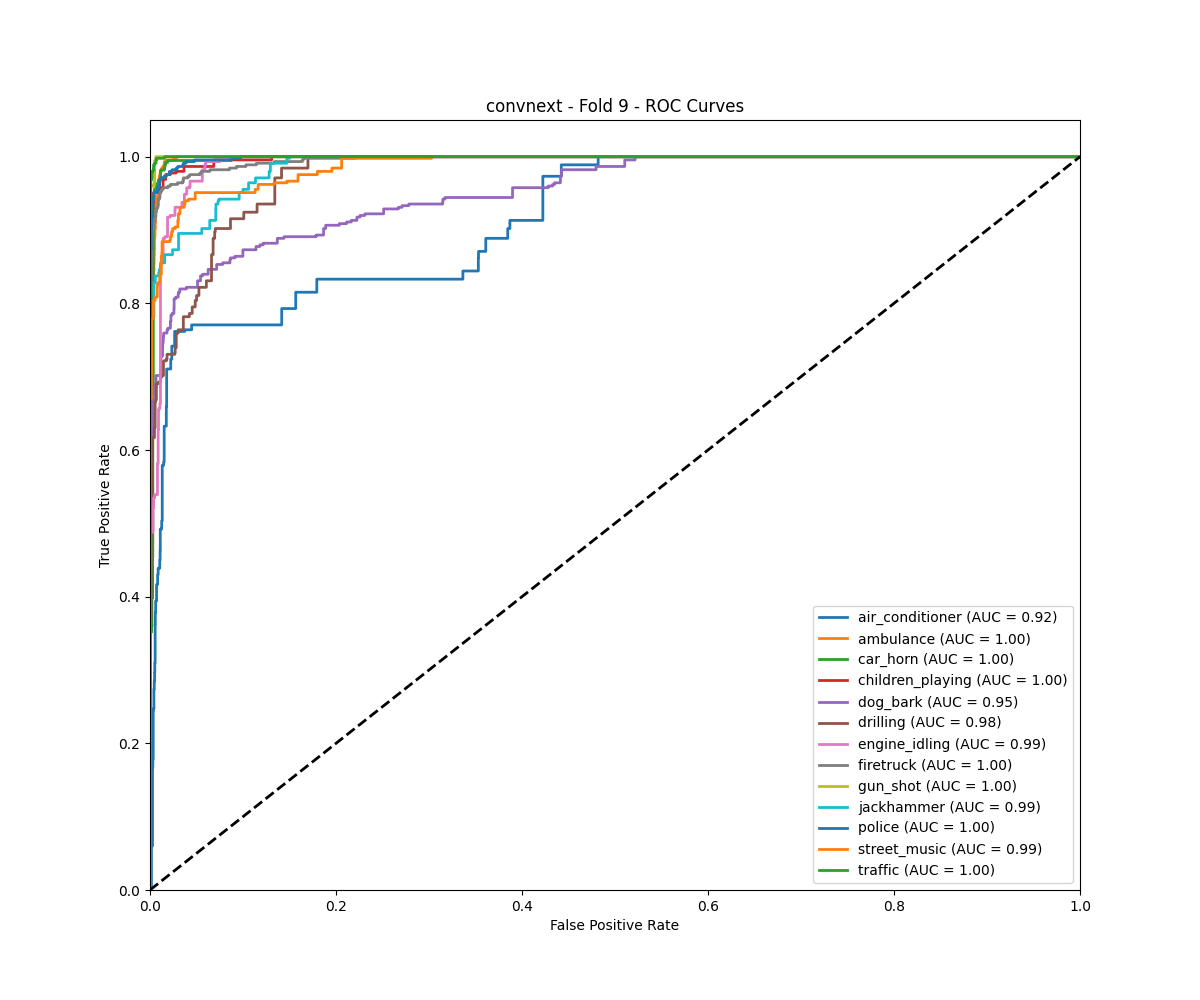 convnext - Fold 9 - ROC Curves
True Positive Rate
1.0
0.8
0.6
0.4
0.2
0.0
0.0 0.2 0.4 0.6 0.8 1.0
False Positive Rate
air_conditioner (AUC = 0.92)
ambulance (AUC = 1.00)
car_horn (AUC = 1.00)
children_playing (AUC = 1.00)
dog_bark (AUC = 0.95)
drilling (AUC = 0.98)
engine_idling (AUC = 0.99)
firetruck (AUC = 1.00)
gun_shot (AUC = 1.00)
jackhammer (AUC = 0.99)
police (AUC = 1.00)
street_music (AUC = 0.99)
traffic (AUC = 1.00)